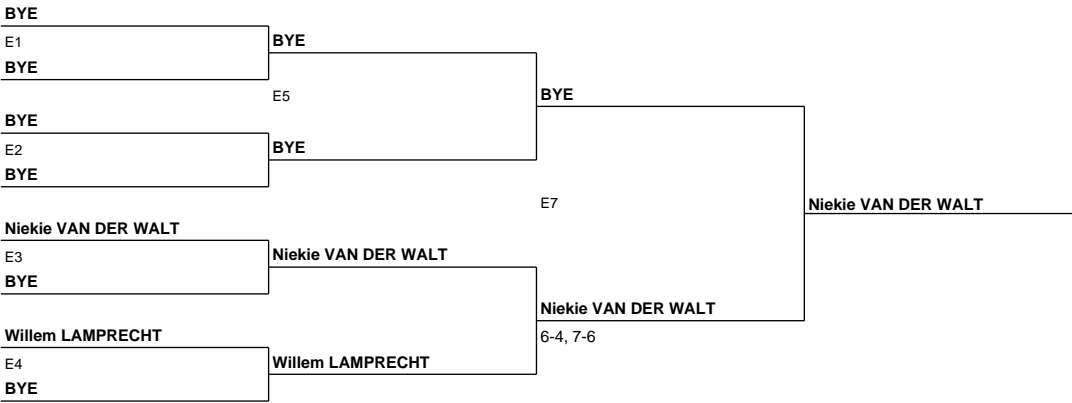 BYE
E1
BYE
BYE
E5
BYE
BYE
E2
BYE
BYE
E7
Niekie VAN DER WALT
Niekie VAN DER WALT
E3
Niekie VAN DER WALT
BYE
Niekie VAN DER WALT
6-4, 7-6
Willem LAMPRECHT
E4
Willem LAMPRECHT
BYE